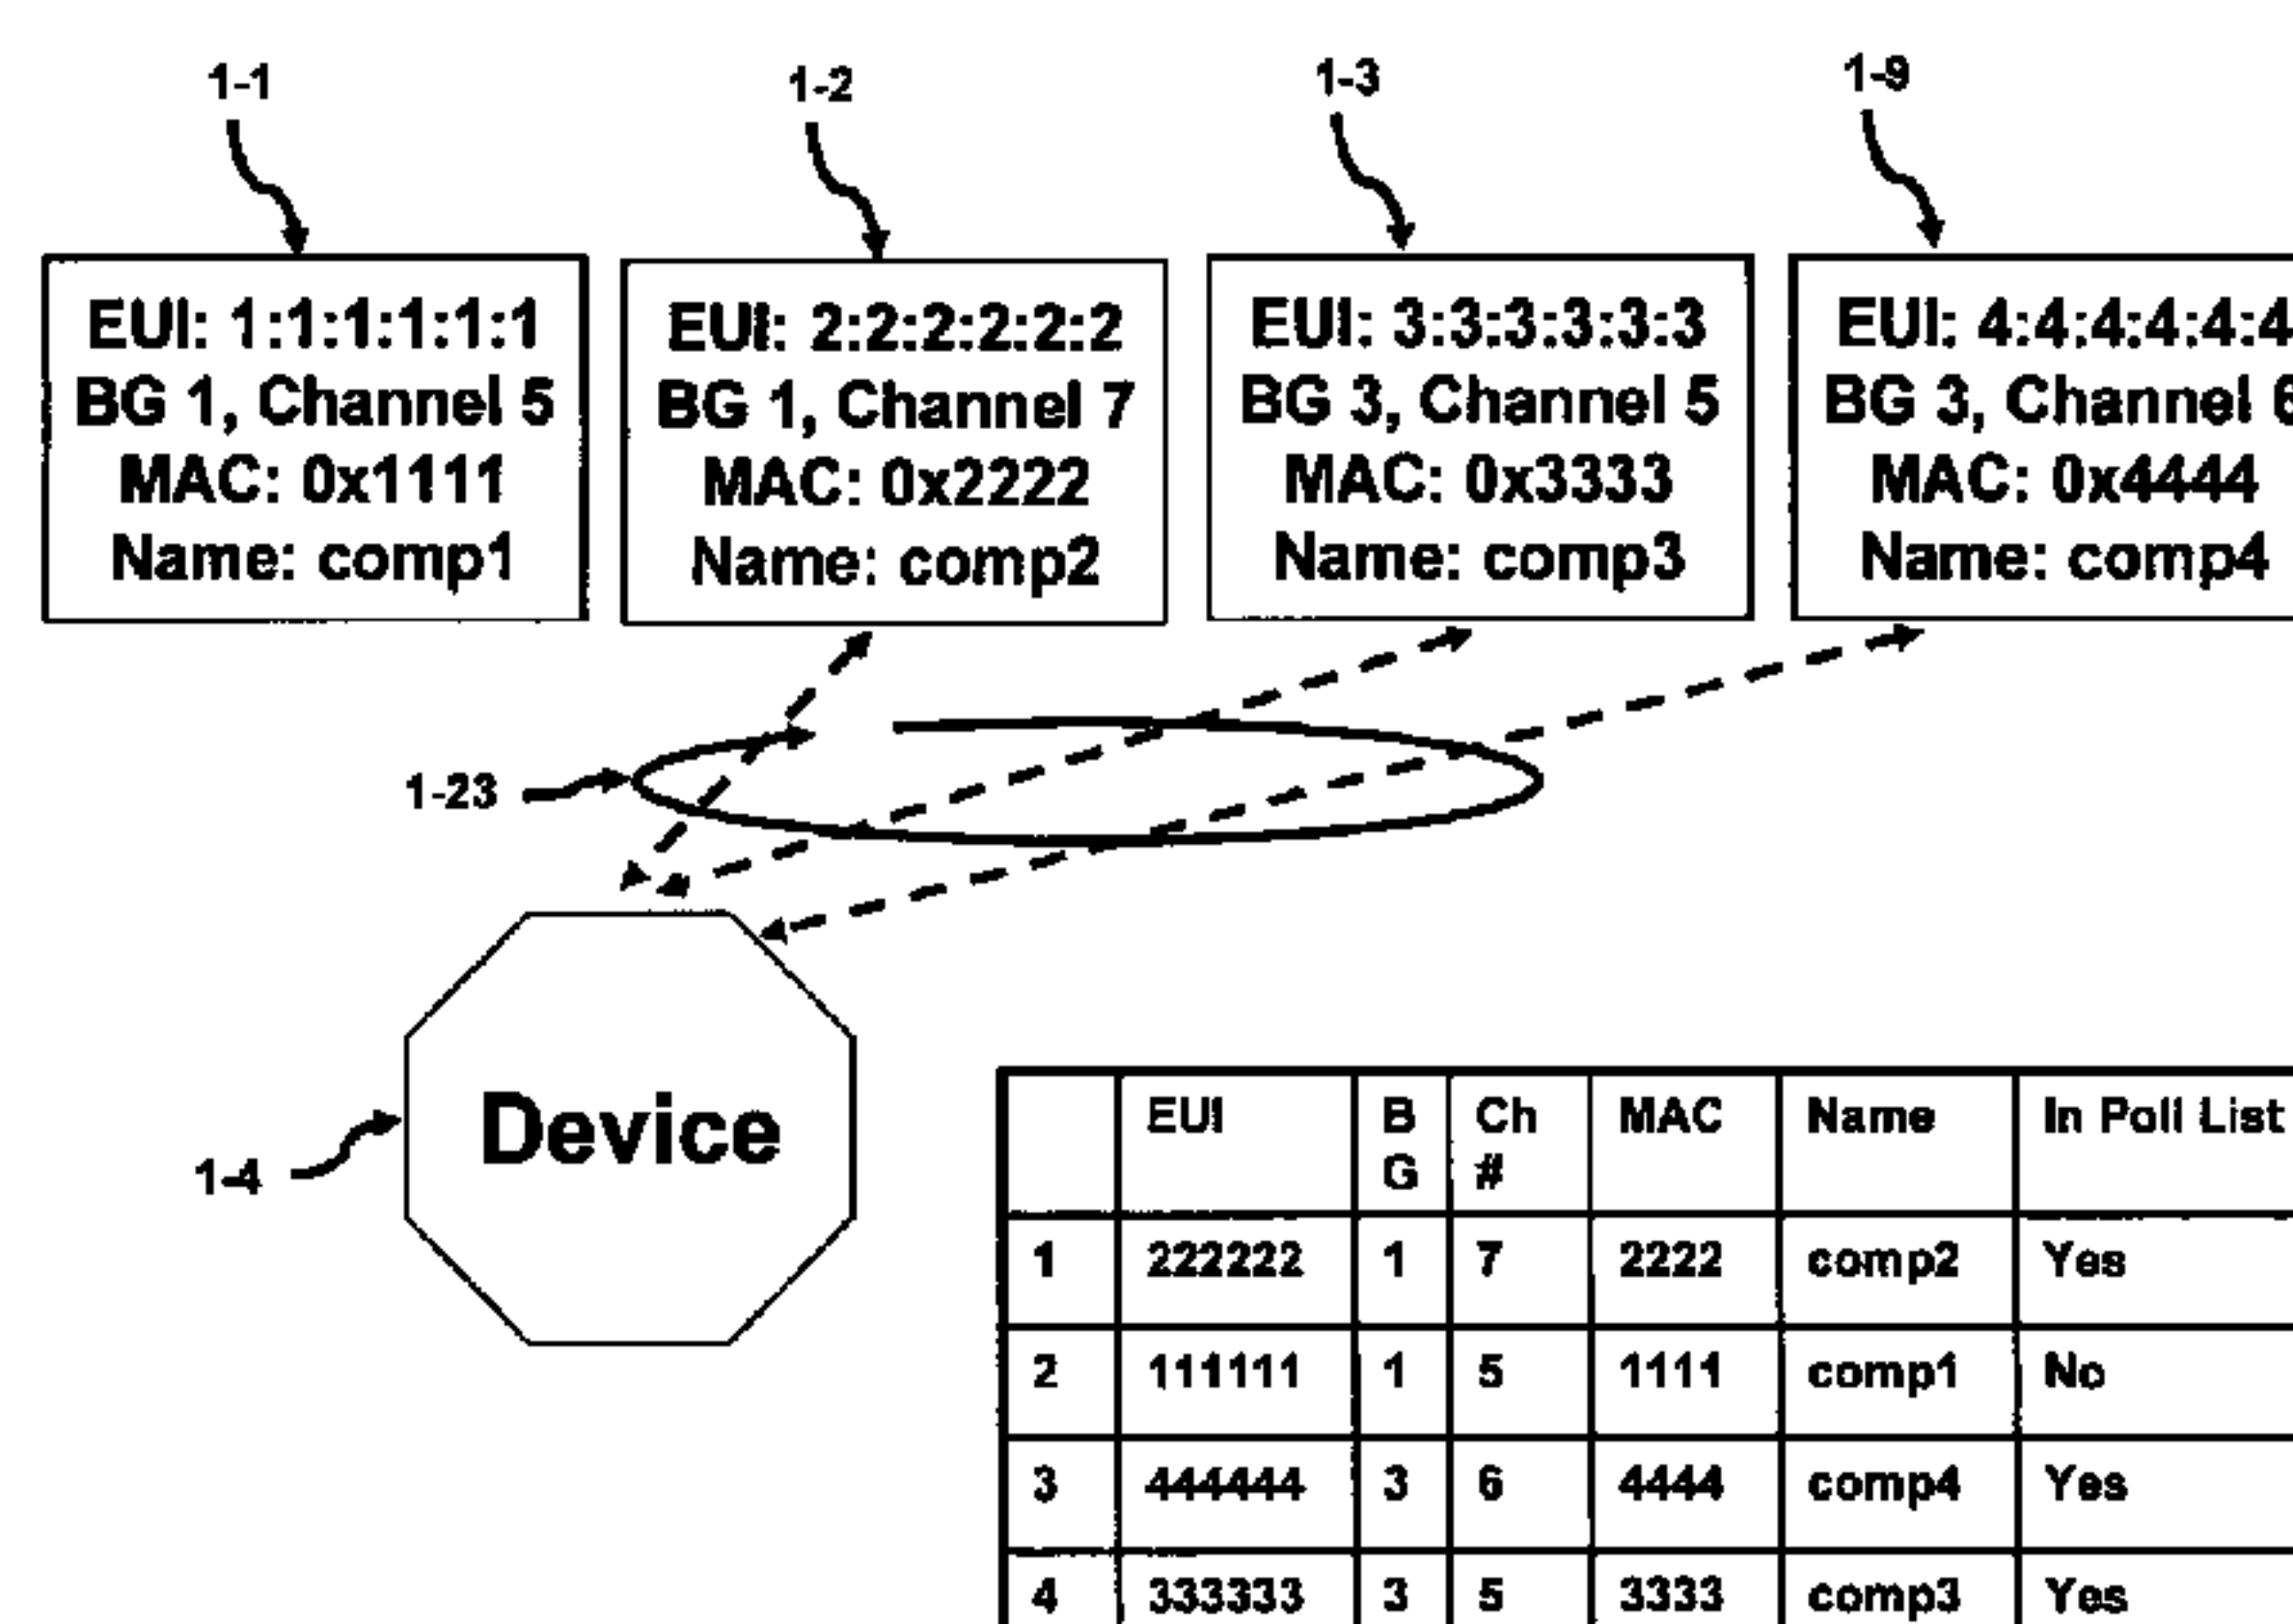 1-1
1-2
1-3
1-9
EUI: 1:1:1:1:1:1
BG 1, Channel 5
MAC: 0x1111
Name: comp1
EUI: 2:2:2:2:2:2
BG 1, Channel 7
MAC: 0x2222
Name: comp2
EUI: 3:3:3:3:3:3
BG 3, Channel 5
MAC: 0x3333
Name: comp3
EUI: 4:4:4:4:4:4
BG 3, Channel 6
MAC: 0x4444
Name: comp4
1-23
1-4
Device
EUI B G Ch # MAC Name In Poll List
1 222222 1 7 2222 comp2 Yes
2 111111 1 5 1111 comp1 No
3 444444 3 6 4444 comp4 Yes
4 333333 3 5 3333 comp3 Yes